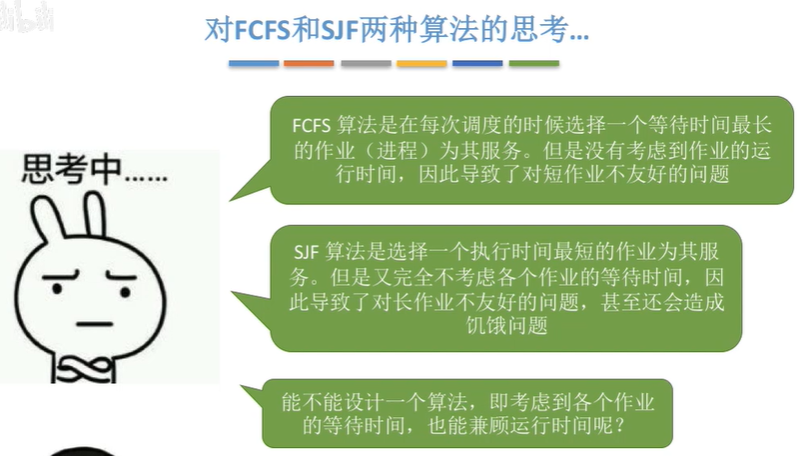 对FCFS和SJF两种算法的思考...
FCFS 算法是在每次调度的时候选择一个等待时间最长
的作业（进程）为其服务。但是没有考虑到作业的运
行时间，因此导致了对短作业不友好的问题
思考中......
SJF 算法是选择一个执行时间最短的作业为其服
务。但是又完全不考虑各个作业的等待时间，因
此导致了对长作业不友好的问题，甚至还会造成
饥饿问题
能不能设计一个算法，即考虑到各个作业
的等待时间，也能兼顾运行时间呢？